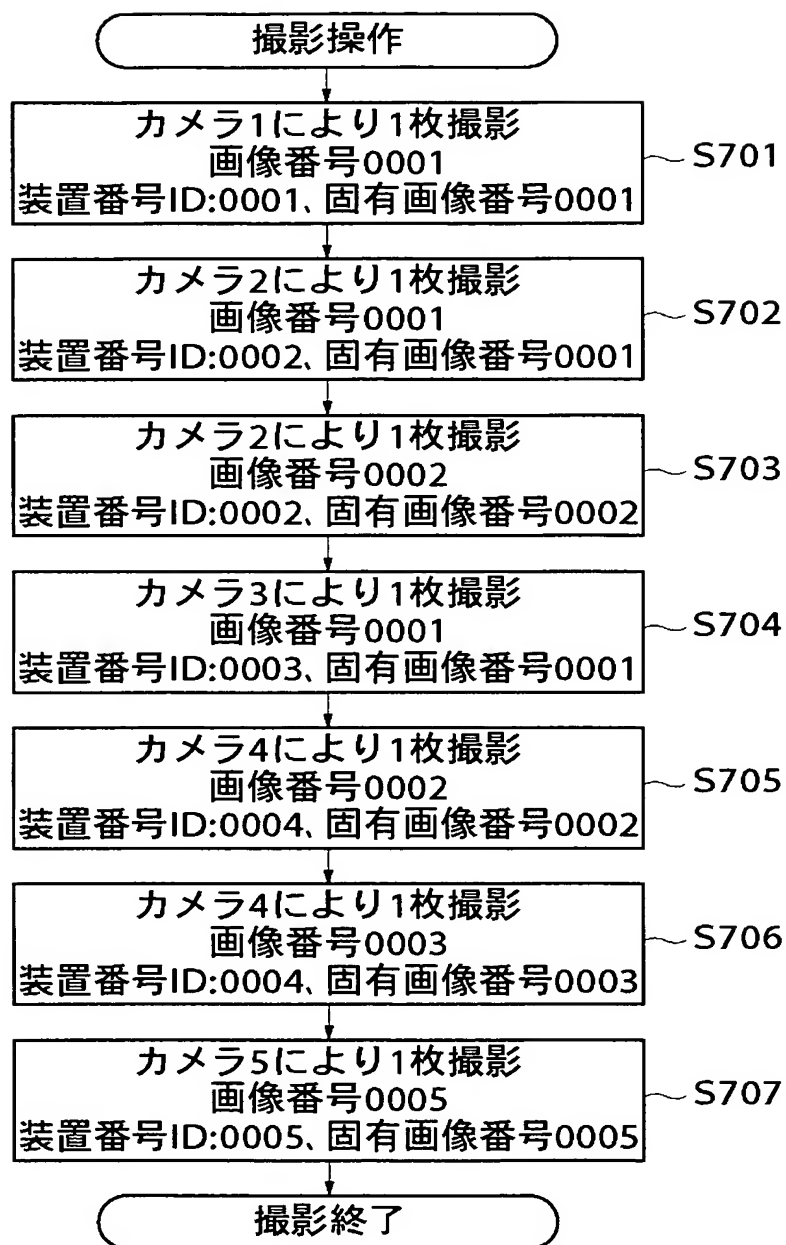 撮影操作
カメラ1により1枚撮影
画像番号0001
装置番号ID:0001、固有画像番号0001
S701
カメラ2により1枚撮影
画像番号0001
装置番号ID:0002、固有画像番号0001
S702
カメラ2により1枚撮影
画像番号0002
装置番号ID:0002、固有画像番号0002
S703
カメラ3により1枚撮影
画像番号0001
装置番号ID:0003、固有画像番号0001
S704
カメラ4により1枚撮影
画像番号0002
装置番号ID:0004、固有画像番号0002
S705
カメラ4により1枚撮影
画像番号0003
装置番号ID:0004、固有画像番号0003
S706
カメラ5により1枚撮影
画像番号0005
装置番号ID:0005、固有画像番号0005
S707
撮影終了